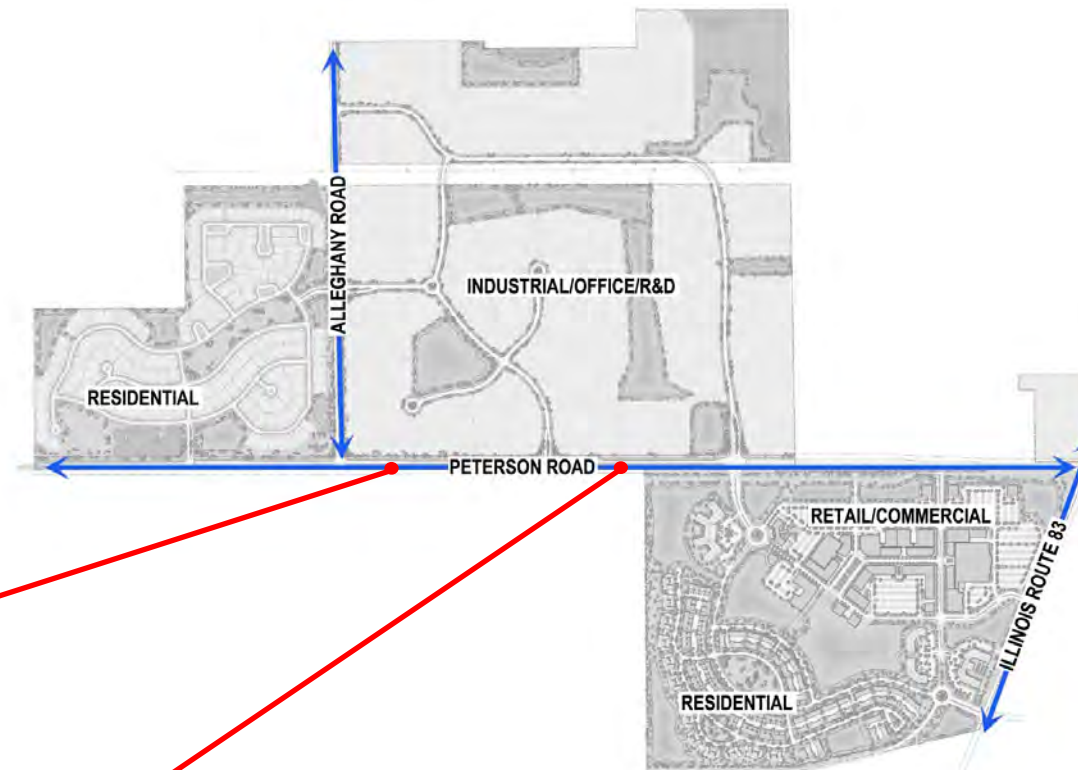 ALLEGHANY ROAD
INDUSTRIAL/OFFICE/R&D
RESIDENTIAL
PETERSON ROAD
RETAIL/COMMERCIAL
ILLINOIS ROUTE 83
RESIDENTIAL